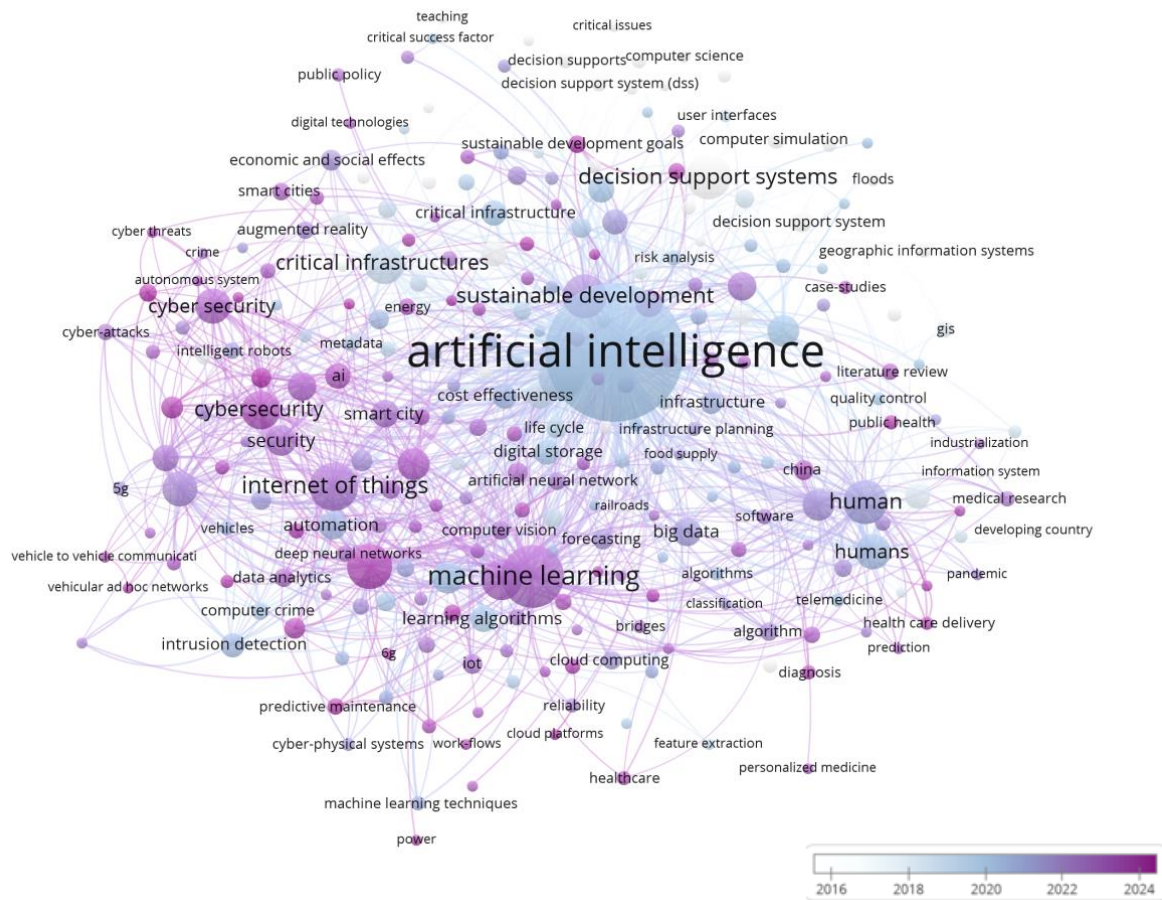 teaching
critical issues
critical success factor
decision supports
computer science
public policy
decision support system (dss)
user interfaces
digital technologies
sustainable development goals
computer simulation
economic and social effects
decision support systems
floods
smart cities
critical infrastructure
decision support system
cyber threats
augmented reality
crime
critical infrastructures
risk analysis
geographic information systems
autonomous system
case-studies
cyber security
energy
sustainable development
cyber-attacks
gis
intelligent robots
metadata
artificial intelligence
ai
literature review
cost effectiveness
infrastructure
quality control
cybersecurity
smart city
public health
life cycle
infrastructure planning
security
industrialization
digital storage
food supply
china
information system
5g
internet of things
artificial neural network
human
medical research
railroads
software
vehicles
automation
computer vision
forecasting
big data
developing country
vehicle to vehicle communicati
deep neural networks
humans
data analytics
machine learning
algorithms
pandemic
vehicular ad hoc networks
classification
telemedicine
computer crime
learning algorithms
bridges
algorithm
health care delivery
intrusion detection
prediction
6g
iot
cloud computing
diagnosis
predictive maintenance
reliability
cyber-physical systems
work-flows
cloud platforms
feature extraction
healthcare
personalized medicine
machine learning techniques
power
2016 2018 2020 2022 2024